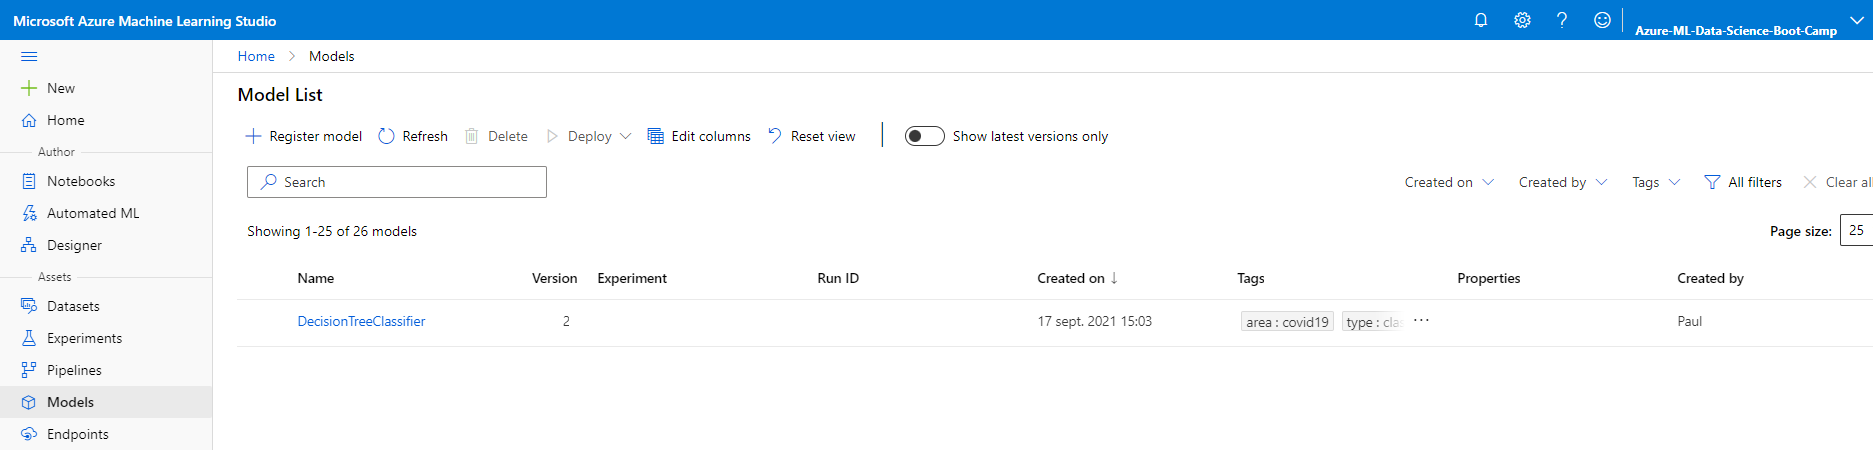 Microsoft Azure Machine Learning Studio
Azure-ML-Data-Science-Boot-Camp
New
Home
Author
Notebooks
Automated ML
Designer
Assets
Datasets
Experiments
Pipelines
Models
Endpoints
Home > Models
Model List
Register model Refresh Delete Deploy Edit columns Reset view Show latest versions only
Search
Created on Created by Tags All filters Clear all
Showing 1-25 of 26 models
Page size: 25
Name Version Experiment Run ID Created on ↓ Tags Properties Created by
DecisionTreeClassifier 2 17 sept. 2021 15:03 area : covid19 type : clas ··· Paul